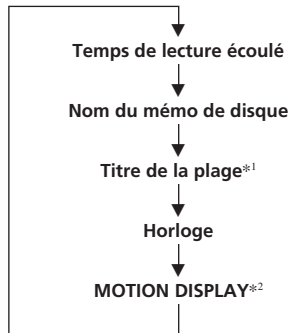 Temps de lecture écoulé
Nom du mémo de disque
Titre de la plage*1
Horloge
MOTION DISPLAY*2